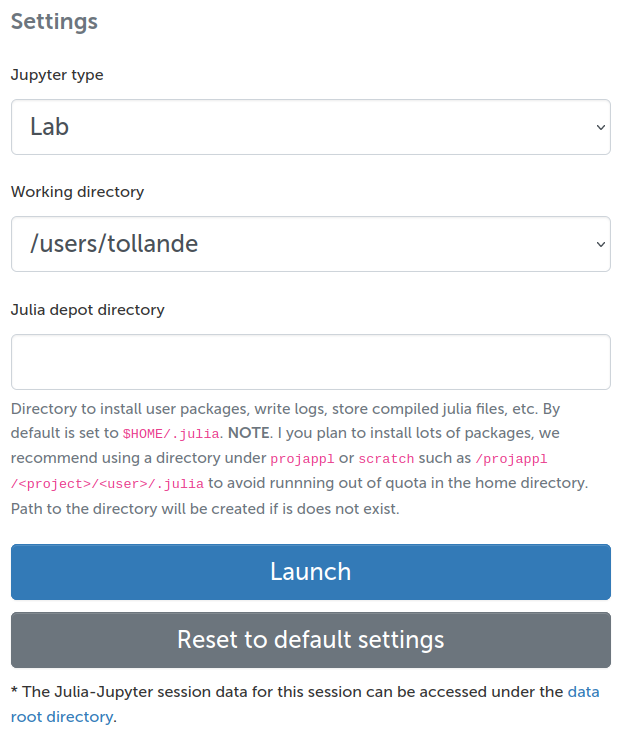 Settings
Jupyter type
Lab
Working directory
/users/tollande
Julia depot directory
Directory to install user packages, write logs, store compiled julia files, etc. By
default is set to $HOME/.julia. NOTE. I you plan to install lots of packages, we
recommend using a directory under projappl or scratch such as /projappl
/<project>/<user>/.julia to avoid runnning out of quota in the home directory.
Path to the directory will be created if is does not exist.
Launch
Reset to default settings
* The Julia-Jupyter session data for this session can be accessed under the data
root directory.